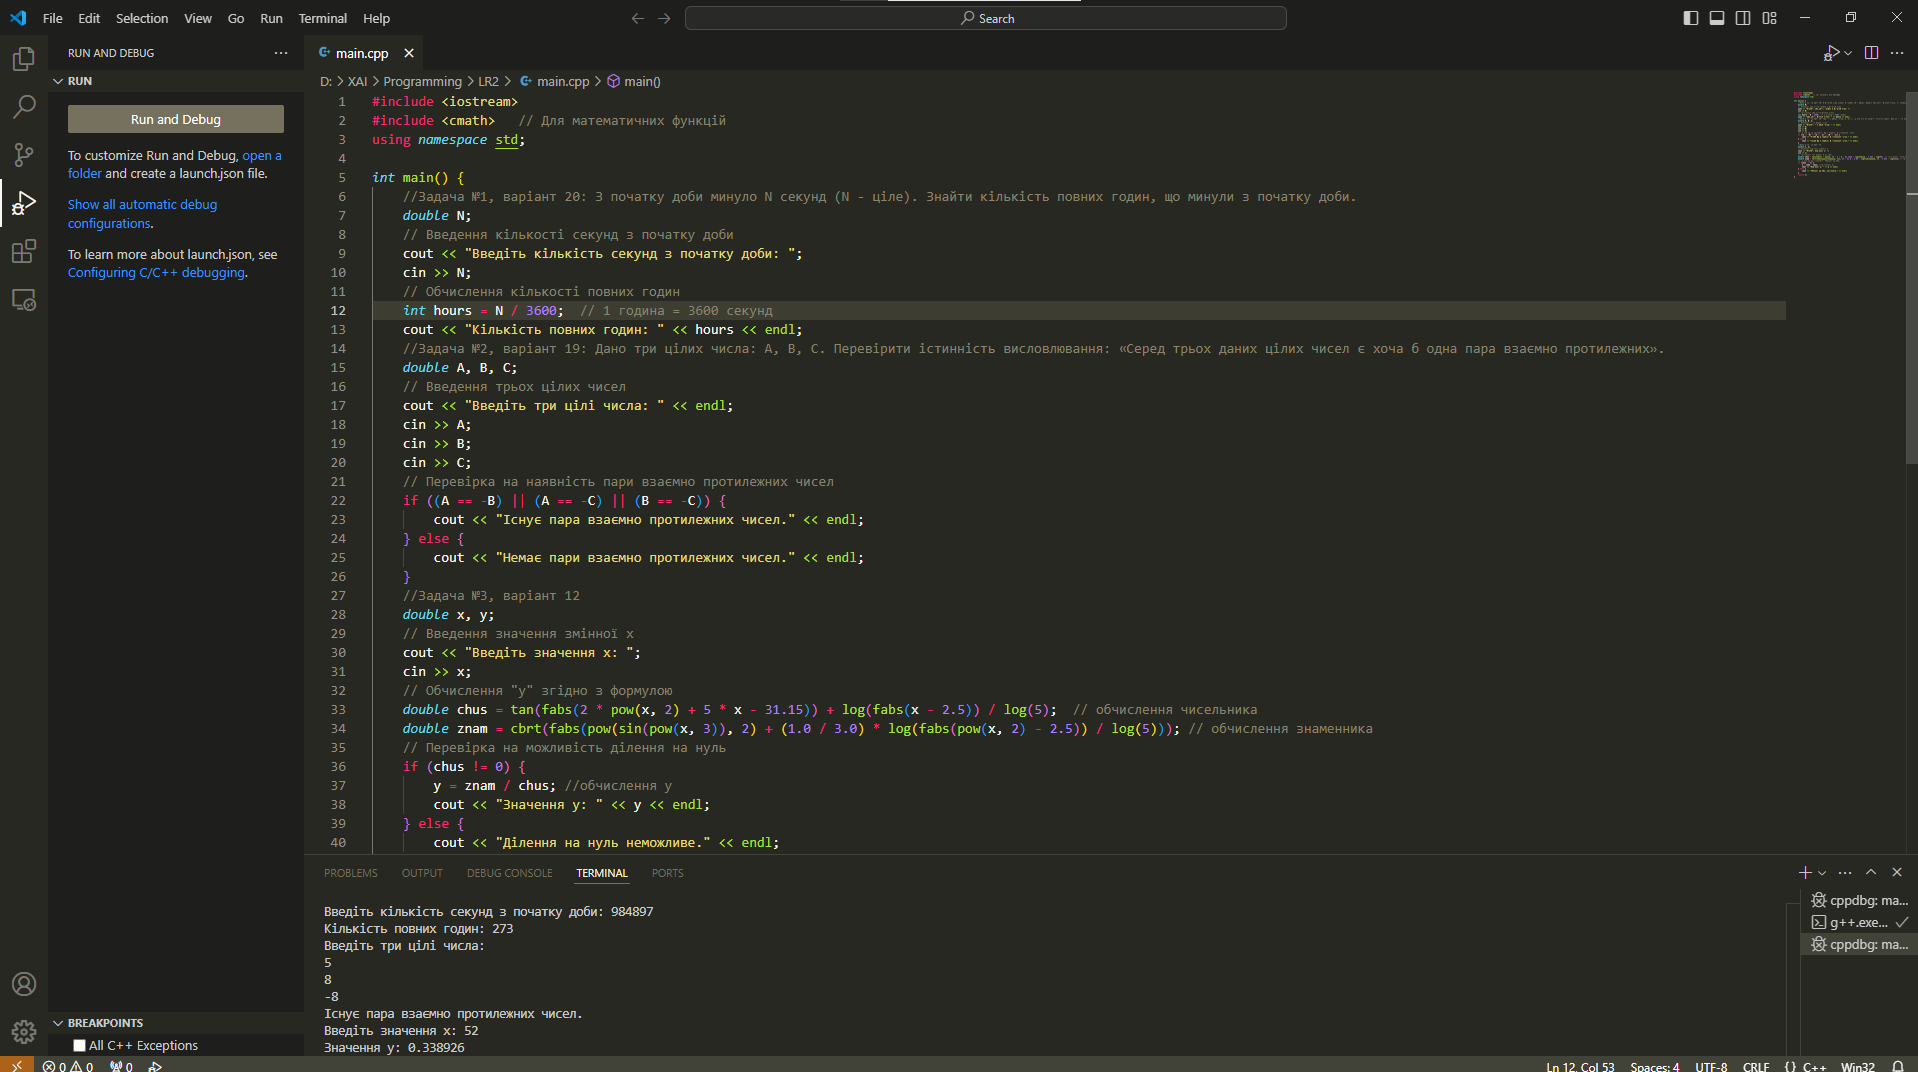 File Edit Selection View Go Run Terminal Help
Search
RUN AND DEBUG
RUN
Run and Debug
To customize Run and Debug, open a
folder and create a launch.json file.
Show all automatic debug
configurations.
To learn more about launch.json, see
Configuring C/C++ debugging.
BREAKPOINTS
All C++ Exceptions
main.cpp
D: > XAI > Programming > LR2 > main.cpp > main()
1 #include <iostream>
2 #include <cmath> // Для математичних функцій
3 using namespace std;
4
5 int main() {
6 //Задача №1, варіант 20: З початку доби минуло N секунд (N - ціле). Знайти кількість повних годин, що минули з початку доби.
7 double N;
8 // Введення кількості секунд з початку доби
9 cout << "Введіть кількість секунд з початку доби: ";
10 cin >> N;
11 // Обчислення кількості повних годин
12 int hours = N / 3600; // 1 година = 3600 секунд
13 cout << "Кількість повних годин: " << hours << endl;
14 //Задача №2, варіант 19: Дано три цілих числа: A, B, C. Перевірити істинність висловлювання: «Серед трьох даних цілих чисел є хоча б одна пара взаємно протилежних».
15 double A, B, C;
16 // Введення трьох цілих чисел
17 cout << "Введіть три цілі числа: " << endl;
18 cin >> A;
19 cin >> B;
20 cin >> C;
21 // Перевірка на наявність пари взаємно протилежних чисел
22 if ((A == -B) || (A == -C) || (B == -C)) {
23 cout << "Існує пара взаємно протилежних чисел." << endl;
24 } else {
25 cout << "Немає пари взаємно протилежних чисел." << endl;
26 }
27 //Задача №3, варіант 12
28 double x, y;
29 // Введення значення змінної x
30 cout << "Введіть значення x: ";
31 cin >> x;
32 // Обчислення "y" згідно з формулою
33 double chus = tan(fabs(2 * pow(x, 2) + 5 * x - 31.15)) + log(fabs(x - 2.5)) / log(5); // обчислення чисельника
34 double znam = cbrt(fabs(pow(sin(pow(x, 3)), 2) + (1.0 / 3.0) * log(fabs(pow(x, 2) - 2.5)) / log(5))); // обчислення знаменника
35 // Перевірка на можливість ділення на нуль
36 if (chus != 0) {
37 y = znam / chus; //обчислення y
38 cout << "Значення y: " << y << endl;
39 } else {
40 cout << "Ділення на нуль неможливе." << endl;
PROBLEMS OUTPUT DEBUG CONSOLE TERMINAL PORTS
Введіть кількість секунд з початку доби: 984897
Кількість повних годин: 273
Введіть три цілі числа:
5
8
-8
Існує пара взаємно протилежних чисел.
Введіть значення x: 52
Значення y: 0.338926
cppdbg: ma...
g++.exe...
cppdbg: ma...
0 0 0
Ln 12, Col 53 Spaces: 4 UTF-8 CRLF {} C++ Win32